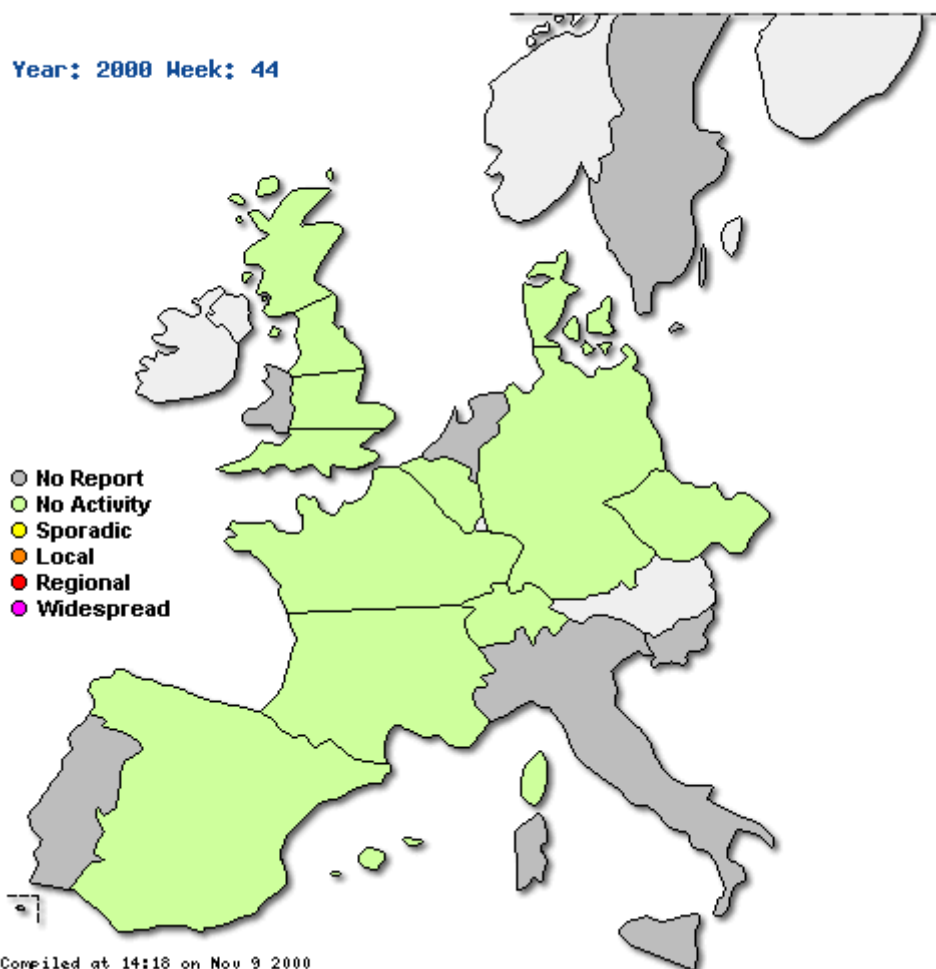 Year: 2000 Week: 44
No Report
No Activity
Sporadic
Local
Regional
Widespread
Compiled at 14:18 on Nov 9 2000